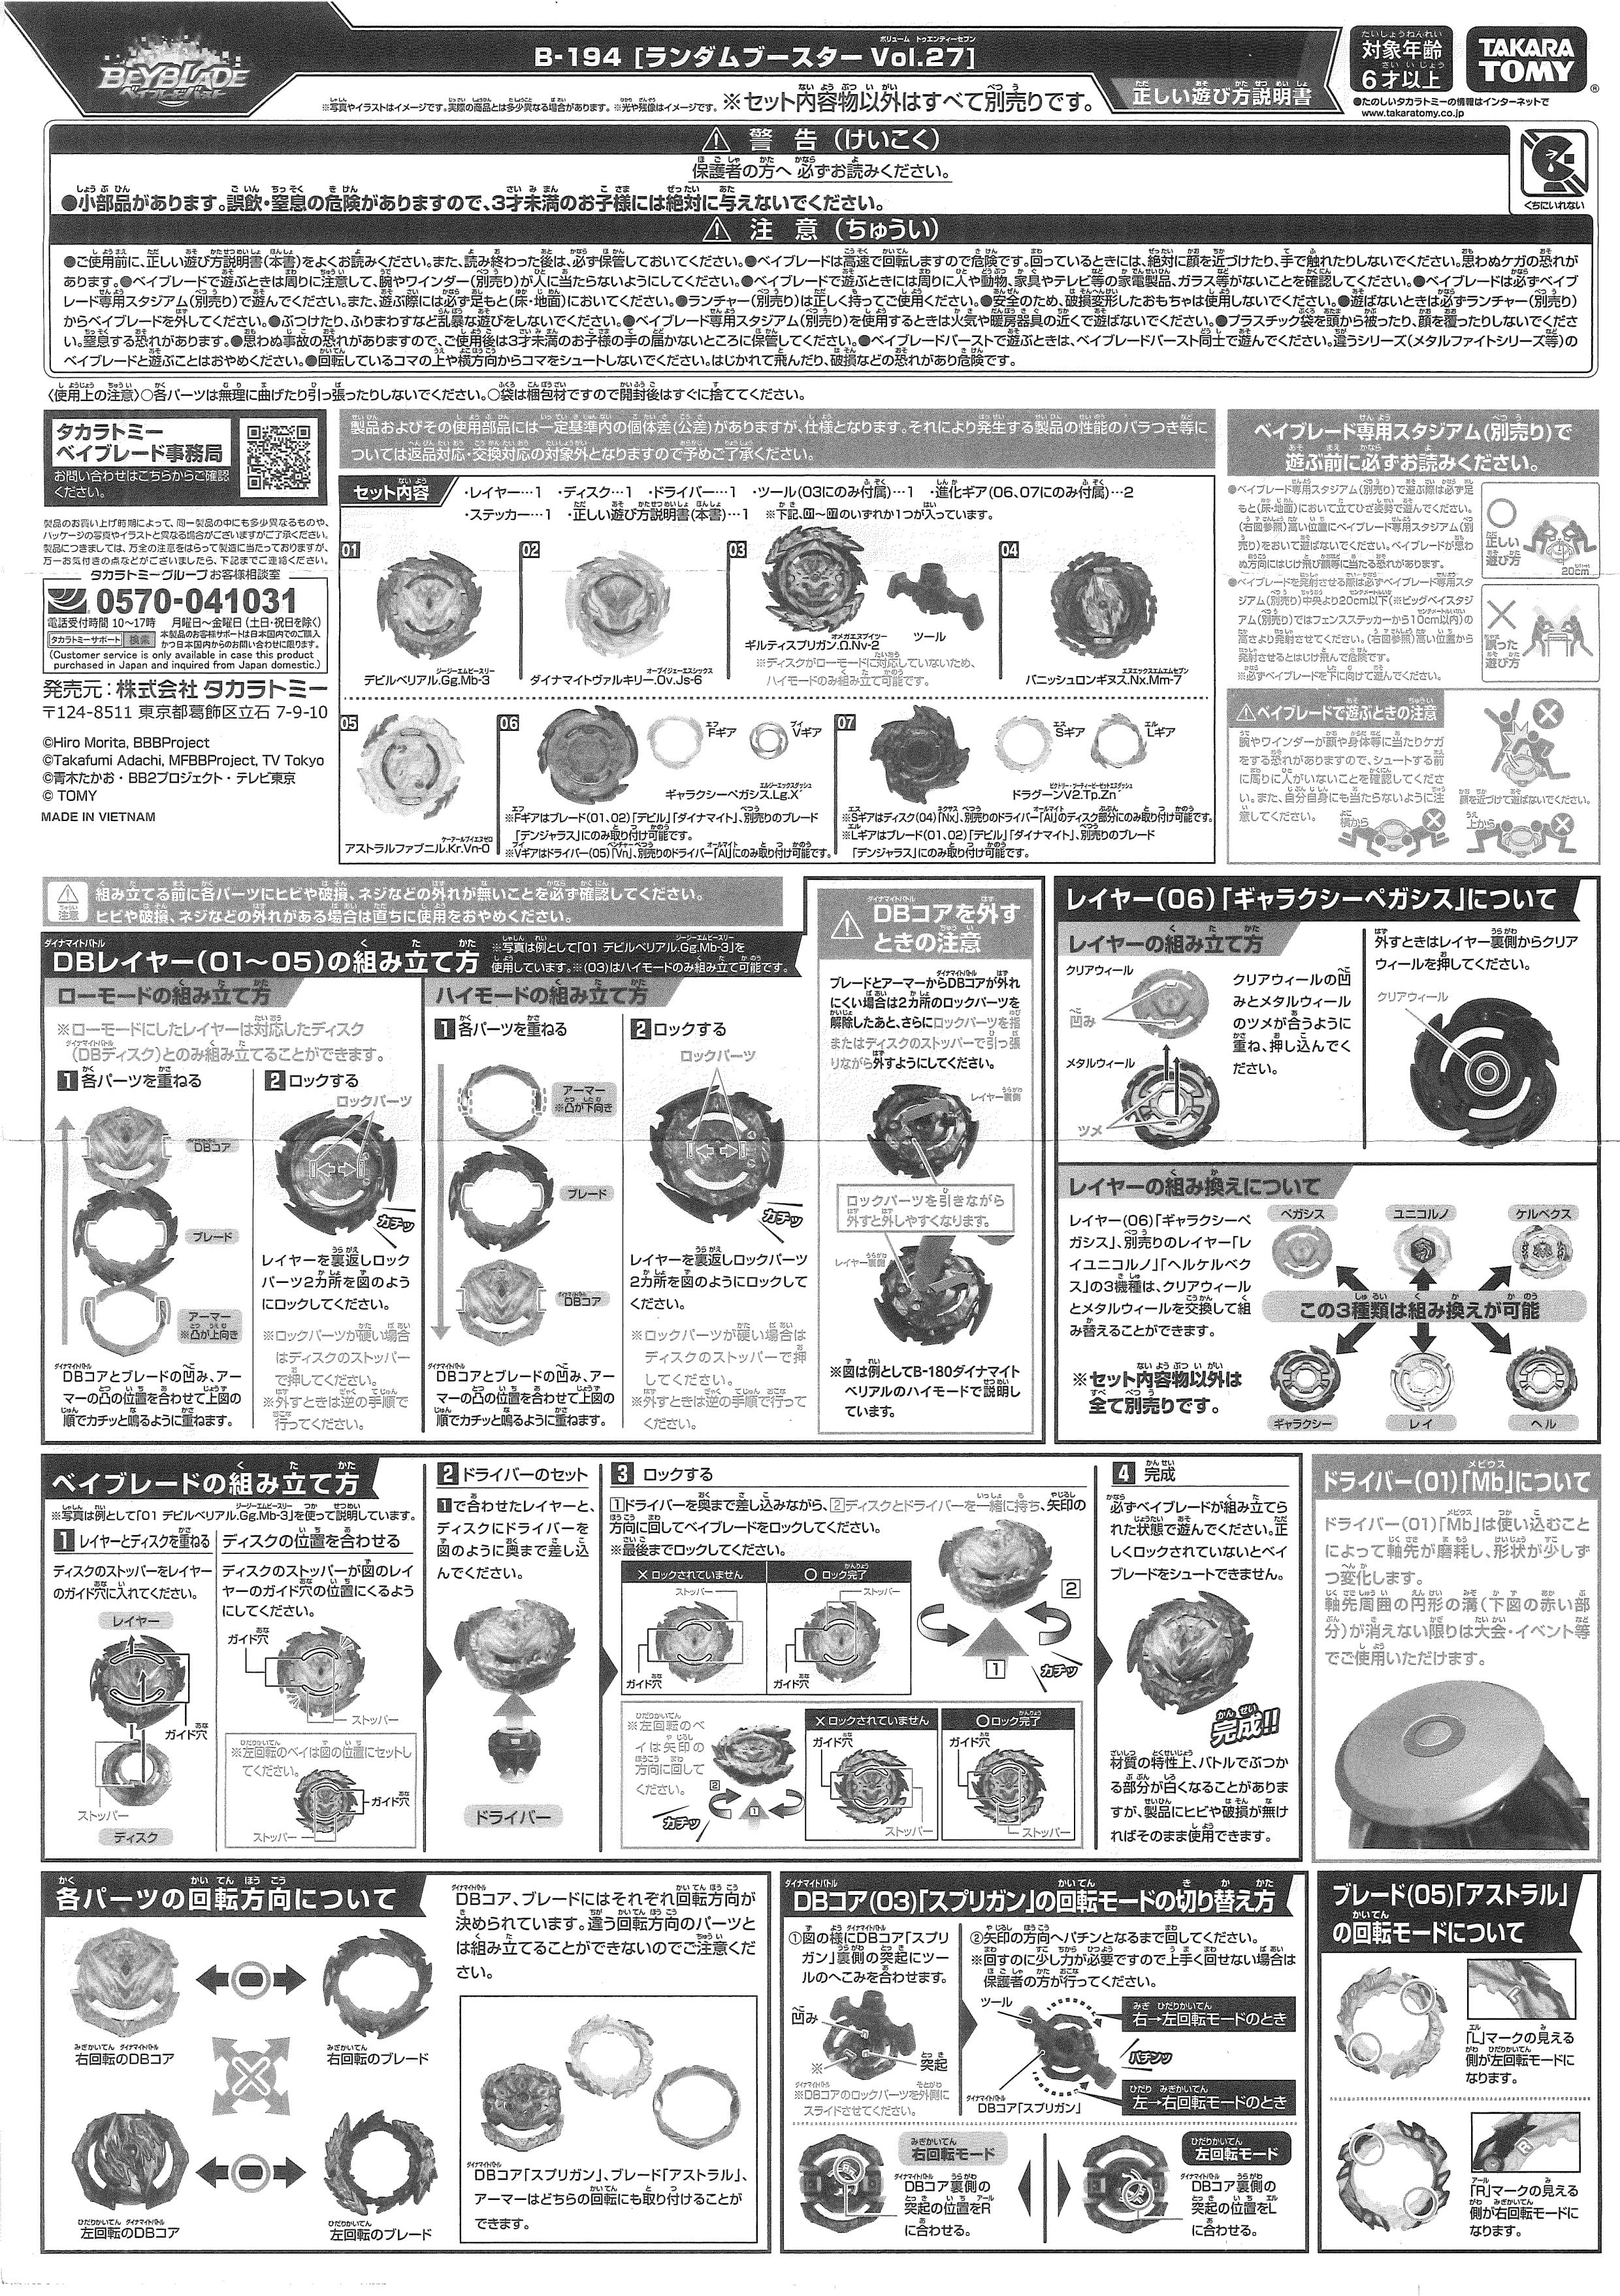 BEYBLADE
ベイブレードバースト
B-194 [ランダムブースター Vol.27]
※写真やイラストはイメージです。実際の商品とは多少異なる場合があります。※光や残像はイメージです。
※セット内容物以外はすべて別売りです。
正しい遊び方説明書
対象年齢
6才以上
TAKARA
TOMY
●たのしいタカラトミーの情報はインターネットで
www.takaratomy.co.jp
⚠ 警 告 (けいこく)
保護者の方へ 必ずお読みください。
●小部品があります。誤飲・窒息の危険がありますので、3才未満のお子様には絶対に与えないでください。
くちにいれない
⚠ 注 意 (ちゅうい)
●ご使用前に、正しい遊び方説明書(本書)をよくお読みください。また、読み終わった後は、必ず保管しておいてください。●ベイブレードは高速で回転しますので危険です。回っているときには、絶対に顔を近づけたり、手で触れたりしないでください。思わぬケガの恐れが
あります。●ベイブレードで遊ぶときは周りに注意して、腕やワインダー(別売り)がひとに当たらないようにしてください。●ベイブレードで遊ぶときには周りに人や動物、家具やテレビ等の家電製品、ガラス等がないことを確認してください。●ベイブレードは必ずベイブ
レード専用スタジアム(別売り)で遊んでください。また、遊ぶ際には必ず足もと(床・地面)においてください。●ランチャー(別売り)は正しく持ってご使用ください。●安全のため、破損変形したおもちゃは使用しないでください。●遊ばないときは必ずランチャー(別売り)
からベイブレードを外してください。●ぶつけたり、ふりまわすなど乱暴な遊びをしないでください。●ベイブレード専用スタジアム(別売り)を使用するときは火気や暖房器具の近くで遊ばないでください。●プラスチック袋を頭から被ったり、顔を覆ったりしないでくださ
い。窒息する恐れがあります。●思わぬ事故の恐れがありますので、ご使用後は3才未満のお子様の手の届かないところに保管してください。●ベイブレードバーストで遊ぶときは、ベイブレードバースト同士で遊んでください。違うシリーズ(メタルファイトシリーズ等)の
ベイブレードと遊ぶことはおやめください。●回転しているコマの上や横方向からコマをシュートしないでください。はじかれて飛んだり、破損などの恐れがあり危険です。
〈使用上の注意〉○各パーツは無理に曲げたり引っ張ったりしないでください。○袋は梱包材ですので開封後はすぐに捨ててください。
タカラトミー
ベイブレード事務局
お問い合わせはこちらからご確認
ください。
製品のお買い上げ時期によって、同一製品の中にも多少異なるものや、
パッケージの写真やイラストと異なる場合がございますがご了承ください。
製品につきましては、万全の注意をはらって製造に当たっておりますが、
万一お気付きの点などがございましたら、下記までご連絡ください。
タカラトミーグループお客様相談室
0570-041031
電話受付時間 10〜17時 月曜日〜金曜日(土日・祝日を除く)
タカラトミーサポート 検索
本製品のお客様サポートは日本国内でのご購入
かつ日本国内からのお問い合わせに限ります。
(Customer service is only available in case this product
purchased in Japan and inquired from Japan domestic.)
発売元:株式会社 タカラトミー
〒124-8511 東京都葛飾区立石 7-9-10
©Hiro Morita, BBBProject
©Takafumi Adachi, MFBBProject, TV Tokyo
©青木たかお・BB2プロジェクト・テレビ東京
© TOMY
MADE IN VIETNAM
製品およびその使用部品には一定基準内の個体差(公差)がありますが、仕様となります。それにより発生する製品の性能のバラつき等に
ついては返品対応・交換対応の対象外となりますので予めご了承ください。
セット内容
・レイヤー…1 ・ディスク…1 ・ドライバー…1 ・ツール(03にのみ付属)…1 ・進化ギア(06、07にのみ付属)…2
・ステッカー…1 ・正しい遊び方説明書(本書)…1 ※下記、01〜07のいずれか1つが入っています。
01
デビルベリアル.Gg.Mb-3
02
ダイナマイトヴァルキリー.Ov.Js-6
03
ギルティスプリガン.Ω.Nv-2
ツール
※ディスクがローモードに対応していないため、
ハイモードのみ組み立て可能です。
04
バニッシュロンギヌス.Nx.Mm-7
05
アストラルファブニル.Kr.Vn-0
06
Fギア
Vギア
ギャラクシーペガシス.Lg.X´
※Fギアはブレード(01、02)「デビル」「ダイナマイト」、別売りのブレード
「デンジャラス」にのみ取り付け可能です。
※Vギアはドライバー(05)「Vn」、別売りのドライバー「Al」にのみ取り付け可能です。
07
Sギア
Lギア
ドラグーンV2.Tp.Zn´
※Sギアはディスク(04)「Nx」、別売りのドライバー「Al」のディスク部分にのみ取り付け可能です。
※Lギアはブレード(01、02)「デビル」「ダイナマイト」、別売りのブレード
「デンジャラス」にのみ取り付け可能です。
ベイブレード専用スタジアム(別売り)で
遊ぶ前に必ずお読みください。
●ベイブレード専用スタジアム(別売り)で遊ぶ際は必ず足
もと(床・地面)において立てひざ姿勢で遊んでください。
(右図参照)高い位置にベイブレード専用スタジアム(別
売り)をおいて遊ばないでください。ベイブレードが思わ
ぬ方向にはじけ飛び顔等に当たる恐れがあります。
●ベイブレードを発射させる際は必ずベイブレード専用スタ
ジアム(別売り)中央より20cm以下(※ビッグベイスタジ
アムではフェンスステッカーから10cm以内)の
高さより発射させてください。(右図参照)高い位置から
発射させるとはじけ飛んで危険です。
※必ずベイブレードを下に向けて遊んでください。
正しい
遊び方
20cm
誤った
遊び方
⚠ベイブレードで遊ぶときの注意
腕やワインダーが顔や身体等に当たりケガ
をする恐れがありますので、シュートする前
に周りに人がいないことを確認してくださ
い。また、自分自身にも当たらないように注
意してください。
顔を近づけて遊ばないでください。
横から
上から
注意
組み立てる前に各パーツにヒビや破損、ネジなどの外れが無いことを必ず確認してください。
ヒビや破損、ネジなどの外れがある場合は直ちに使用をおやめください。
DBレイヤー(01〜05)の組み立て方
※写真は例として「01 デビルベリアル.Gg.Mb-3」を
使用しています。※(03)はハイモードのみ組み立て可能です。
ローモードの組み立て方
※ローモードにしたレイヤーは対応したディスク
(DBディスク)とのみ組み立てることができます。
1 各パーツを重ねる
DBコア
ブレード
アーマー
※凸が上向き
DBコアとブレードの凹み、アー
マーの凸の位置を合わせて上図の
順でカチッと鳴るように重ねます。
2 ロックする
ロックパーツ
カチッ
レイヤーを裏返しロック
パーツ2カ所を図のよう
にロックしてください。
※ロックパーツが硬い場合
はディスクのストッパー
で押してください。
※外すときは逆の手順で
行ってください。
ハイモードの組み立て方
1 各パーツを重ねる
アーマー
※凸が下向き
ブレード
DBコア
DBコアとブレードの凹み、アー
マーの凸の位置を合わせて上図の
順でカチッと鳴るように重ねます。
2 ロックする
ロックパーツ
カチッ
レイヤーを裏返しロックパーツ
2カ所を図のようにロックして
ください。
※ロックパーツが硬い場合は
ディスクのストッパーで押
してください。
※外すときは逆の手順で行って
ください。
⚠ DBコアを外す
ときの注意
ブレードとアーマーからDBコアが外れ
にくい場合は2カ所のロックパーツを
解除したあと、さらにロックパーツを指
またはディスクのストッパーで引っ張
りながら外すようにしてください。
レイヤー裏側
ロックパーツを引きながら
外すと外しやすくなります。
レイヤー裏側
※図は例としてB-180ダイナマイト
ベリアルのハイモードで説明し
ています。
レイヤー(06)「ギャラクシーペガシス」について
レイヤーの組み立て方
クリアウィール
凹み
メタルウィール
ツメ
クリアウィールの凹
みとメタルウィール
のツメが合うように
重ね、押し込んでく
ださい。
外すときはレイヤー裏側からクリア
ウィールを押してください。
クリアウィール
レイヤーの組み換えについて
レイヤー(06)「ギャラクシーペ
ガシス」、別売りのレイヤー「レ
イユニコルノ」「ヘルケルベク
ス」の3機種は、クリアウィール
とメタルウィールを交換して組
み替えることができます。
※セット内容物以外は
全て別売りです。
ペガシス
ユニコルノ
ケルベクス
この3種類は組み換えが可能
ギャラクシー
レイ
ヘル
ベイブレードの組み立て方
※写真は例として「01 デビルベリアル.Gg.Mb-3」を使って説明しています。
1 レイヤーとディスクを重ねる
ディスクのストッパーをレイヤー
のガイド穴に入れてください。
レイヤー
ガイド穴
ストッパー
ディスク
ディスクの位置を合わせる
ディスクのストッパーが図のレイ
ヤーのガイド穴の位置にくるよう
にしてください。
ガイド穴
ストッパー
※左回転のベイは図の位置にセットし
てください。
ガイド穴
ストッパー
2 ドライバーのセット
1で合わせたレイヤーと、
ディスクにドライバーを
図のように奥まで差し込
んでください。
ドライバー
3 ロックする
1ドライバーを奥まで差し込みながら、2ディスクとドライバーを一緒に持ち、矢印の
方向に回してベイブレードをロックしてください。
※最後までロックしてください。
×ロックされていません
○ロック完了
ストッパー
ストッパー
ガイド穴
ガイド穴
1
2
カチッ
※左回転のベ
イは矢印の
方向に回して
ください。
カチッ
×ロックされていません
○ロック完了
ガイド穴
ガイド穴
ストッパー
ストッパー
4 完成
必ずベイブレードが組み立てら
れた状態で遊んでください。正
しくロックされていないとベイ
ブレードをシュートできません。
完成!!
材質の特性上、バトルでぶつか
る部分が白くなることがありま
すが、製品にヒビや破損が無け
ればそのまま使用できます。
ドライバー(01)「Mb」について
ドライバー(01)「Mb」は使い込むこと
によって軸先が磨耗し、形状が少しず
つ変化します。
軸先周囲の円形の溝(下図の赤い部
分)が消えない限りは大会・イベント等
でご使用いただけます。
各パーツの回転方向について
右回転のDBコア
右回転のブレード
左回転のDBコア
左回転のブレード
DBコア、ブレードにはそれぞれ回転方向が
決められています。違う回転方向のパーツと
は組み立てることができないのでご注意くだ
さい。
DBコア「スプリガン」、ブレード「アストラル」、
アーマーはどちらの回転にも取り付けることが
できます。
DBコア(03)「スプリガン」の回転モードの切り替え方
①図の様にDBコア「スプリ
ガン」裏側の突起にツー
ルのへこみを合わせます。
凹み
※
突起
※DBコアのロックパーツを外側に
スライドさせてください。
②矢印の方向へパチンとなるまで回してください。
※回すのに少し力が必要ですので上手く回せない場合は
保護者の方が行ってください。
ツール
右→左回転モードのとき
パチンッ
左→右回転モードのとき
DBコア「スプリガン」
右回転モード
DBコア裏側の
突起の位置をR
に合わせる。
左回転モード
DBコア裏側の
突起の位置をL
に合わせる。
ブレード(05)「アストラル」
の回転モードについて
L
「L」マークの見える
側が左回転モードに
なります。
R
「R」マークの見える
側が右回転モードに
なります。